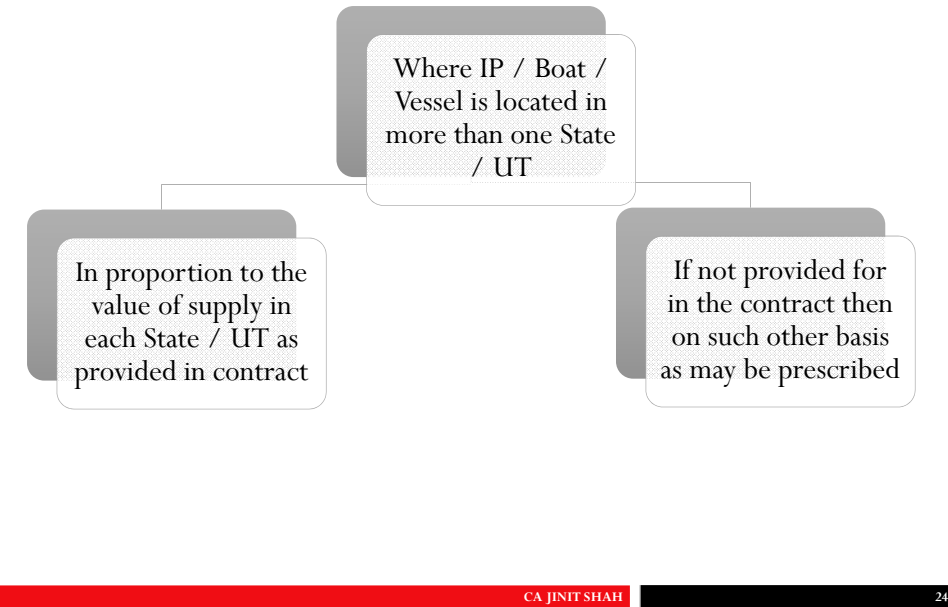 Where IP / Boat /
Vessel is located in
more than one State
/ UT
In proportion to the
value of supply in
each State / UT as
provided in contract
If not provided for
in the contract then
on such other basis
as may be prescribed
CA JINIT SHAH
24